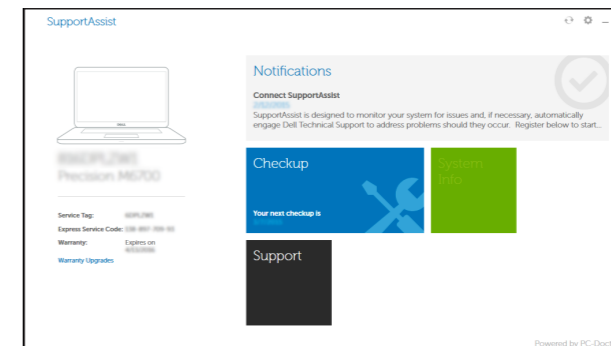 SupportAssist
Notifications
Connect SupportAssist
SupportAssist is designed to monitor your system for issues and, if necessary, automatically
engage Dell Technical Support to address problems should they occur. Register below to start...
Precision M6700
Checkup
System
Info
Your next checkup is
Service Tag:
Express Service Code:
Warranty: Expires on
Warranty Upgrades
Support
Powered by PC-Doct